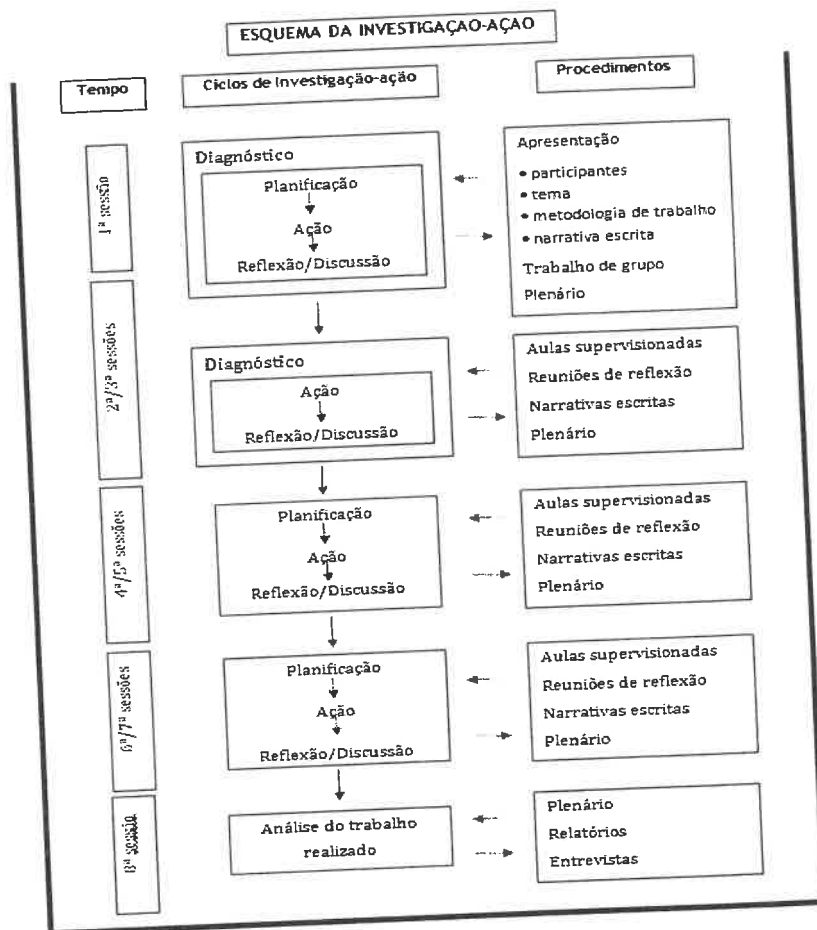 ESQUEMA DA INVESTIGAÇAO-AÇAO
Tempo
Ciclos de Investigação-ação
Procedimentos
1ª sessão
Diagnóstico
Planificação
Ação
Reflexão/Discussão
Apresentação
• participantes
• tema
• metodologia de trabalho
• narrativa escrita
Trabalho de grupo
Plenário
2ª/3ª sessões
Diagnóstico
Ação
Reflexão/Discussão
Aulas supervisionadas
Reuniões de reflexão
Narrativas escritas
Plenário
4ª/5ª sessões
Planificação
Ação
Reflexão/Discussão
Aulas supervisionadas
Reuniões de reflexão
Narrativas escritas
Plenário
6ª/7ª sessões
Planificação
Ação
Reflexão/Discussão
Aulas supervisionadas
Reuniões de reflexão
Narrativas escritas
Plenário
8ª sessão
Análise do trabalho
realizado
Plenário
Relatórios
Entrevistas